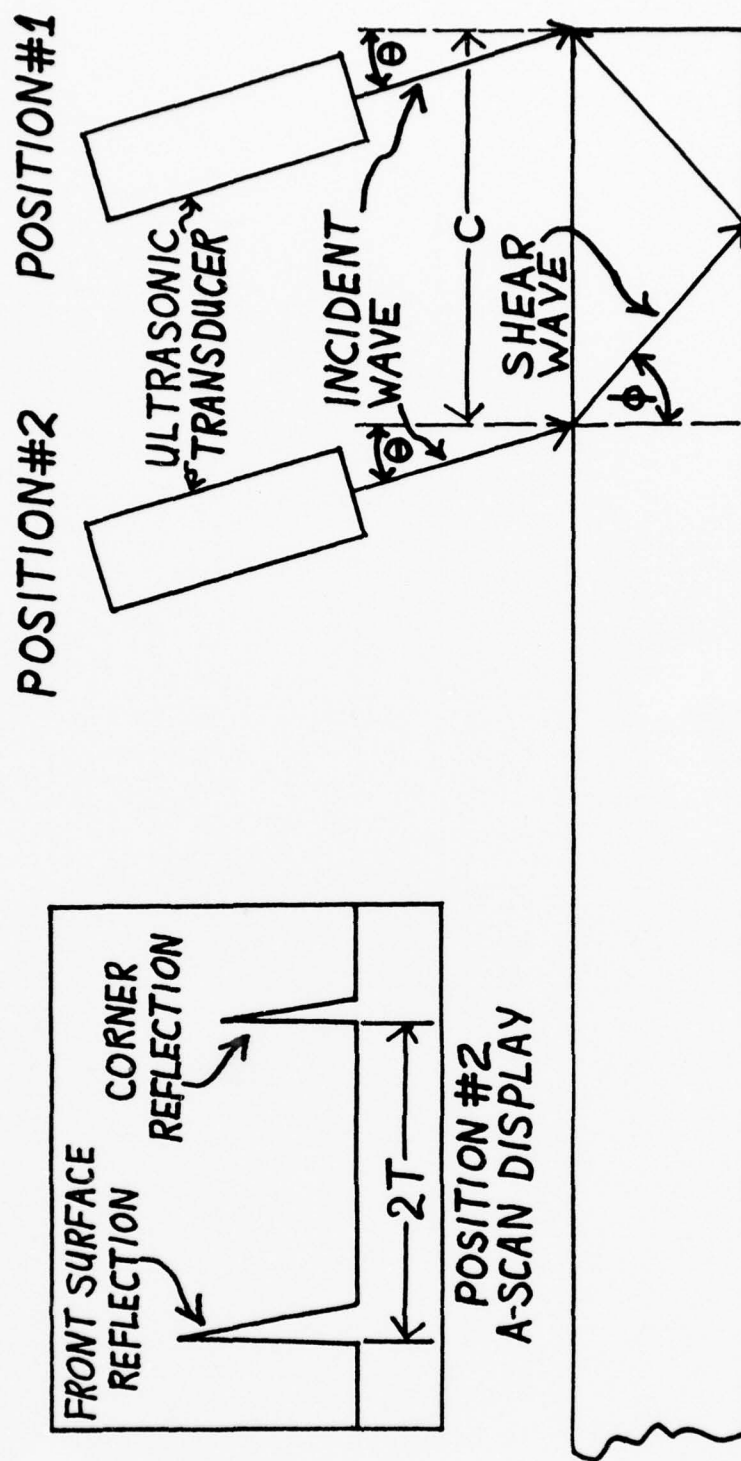 POSITION#2
POSITION#1
ULTRASONIC
TRANSDUCER
INCIDENT
WAVE
θ
θ
C
SHEAR
WAVE
ϕ
FRONT SURFACE
REFLECTION
CORNER
REFLECTION
2T
POSITION #2
A-SCAN DISPLAY